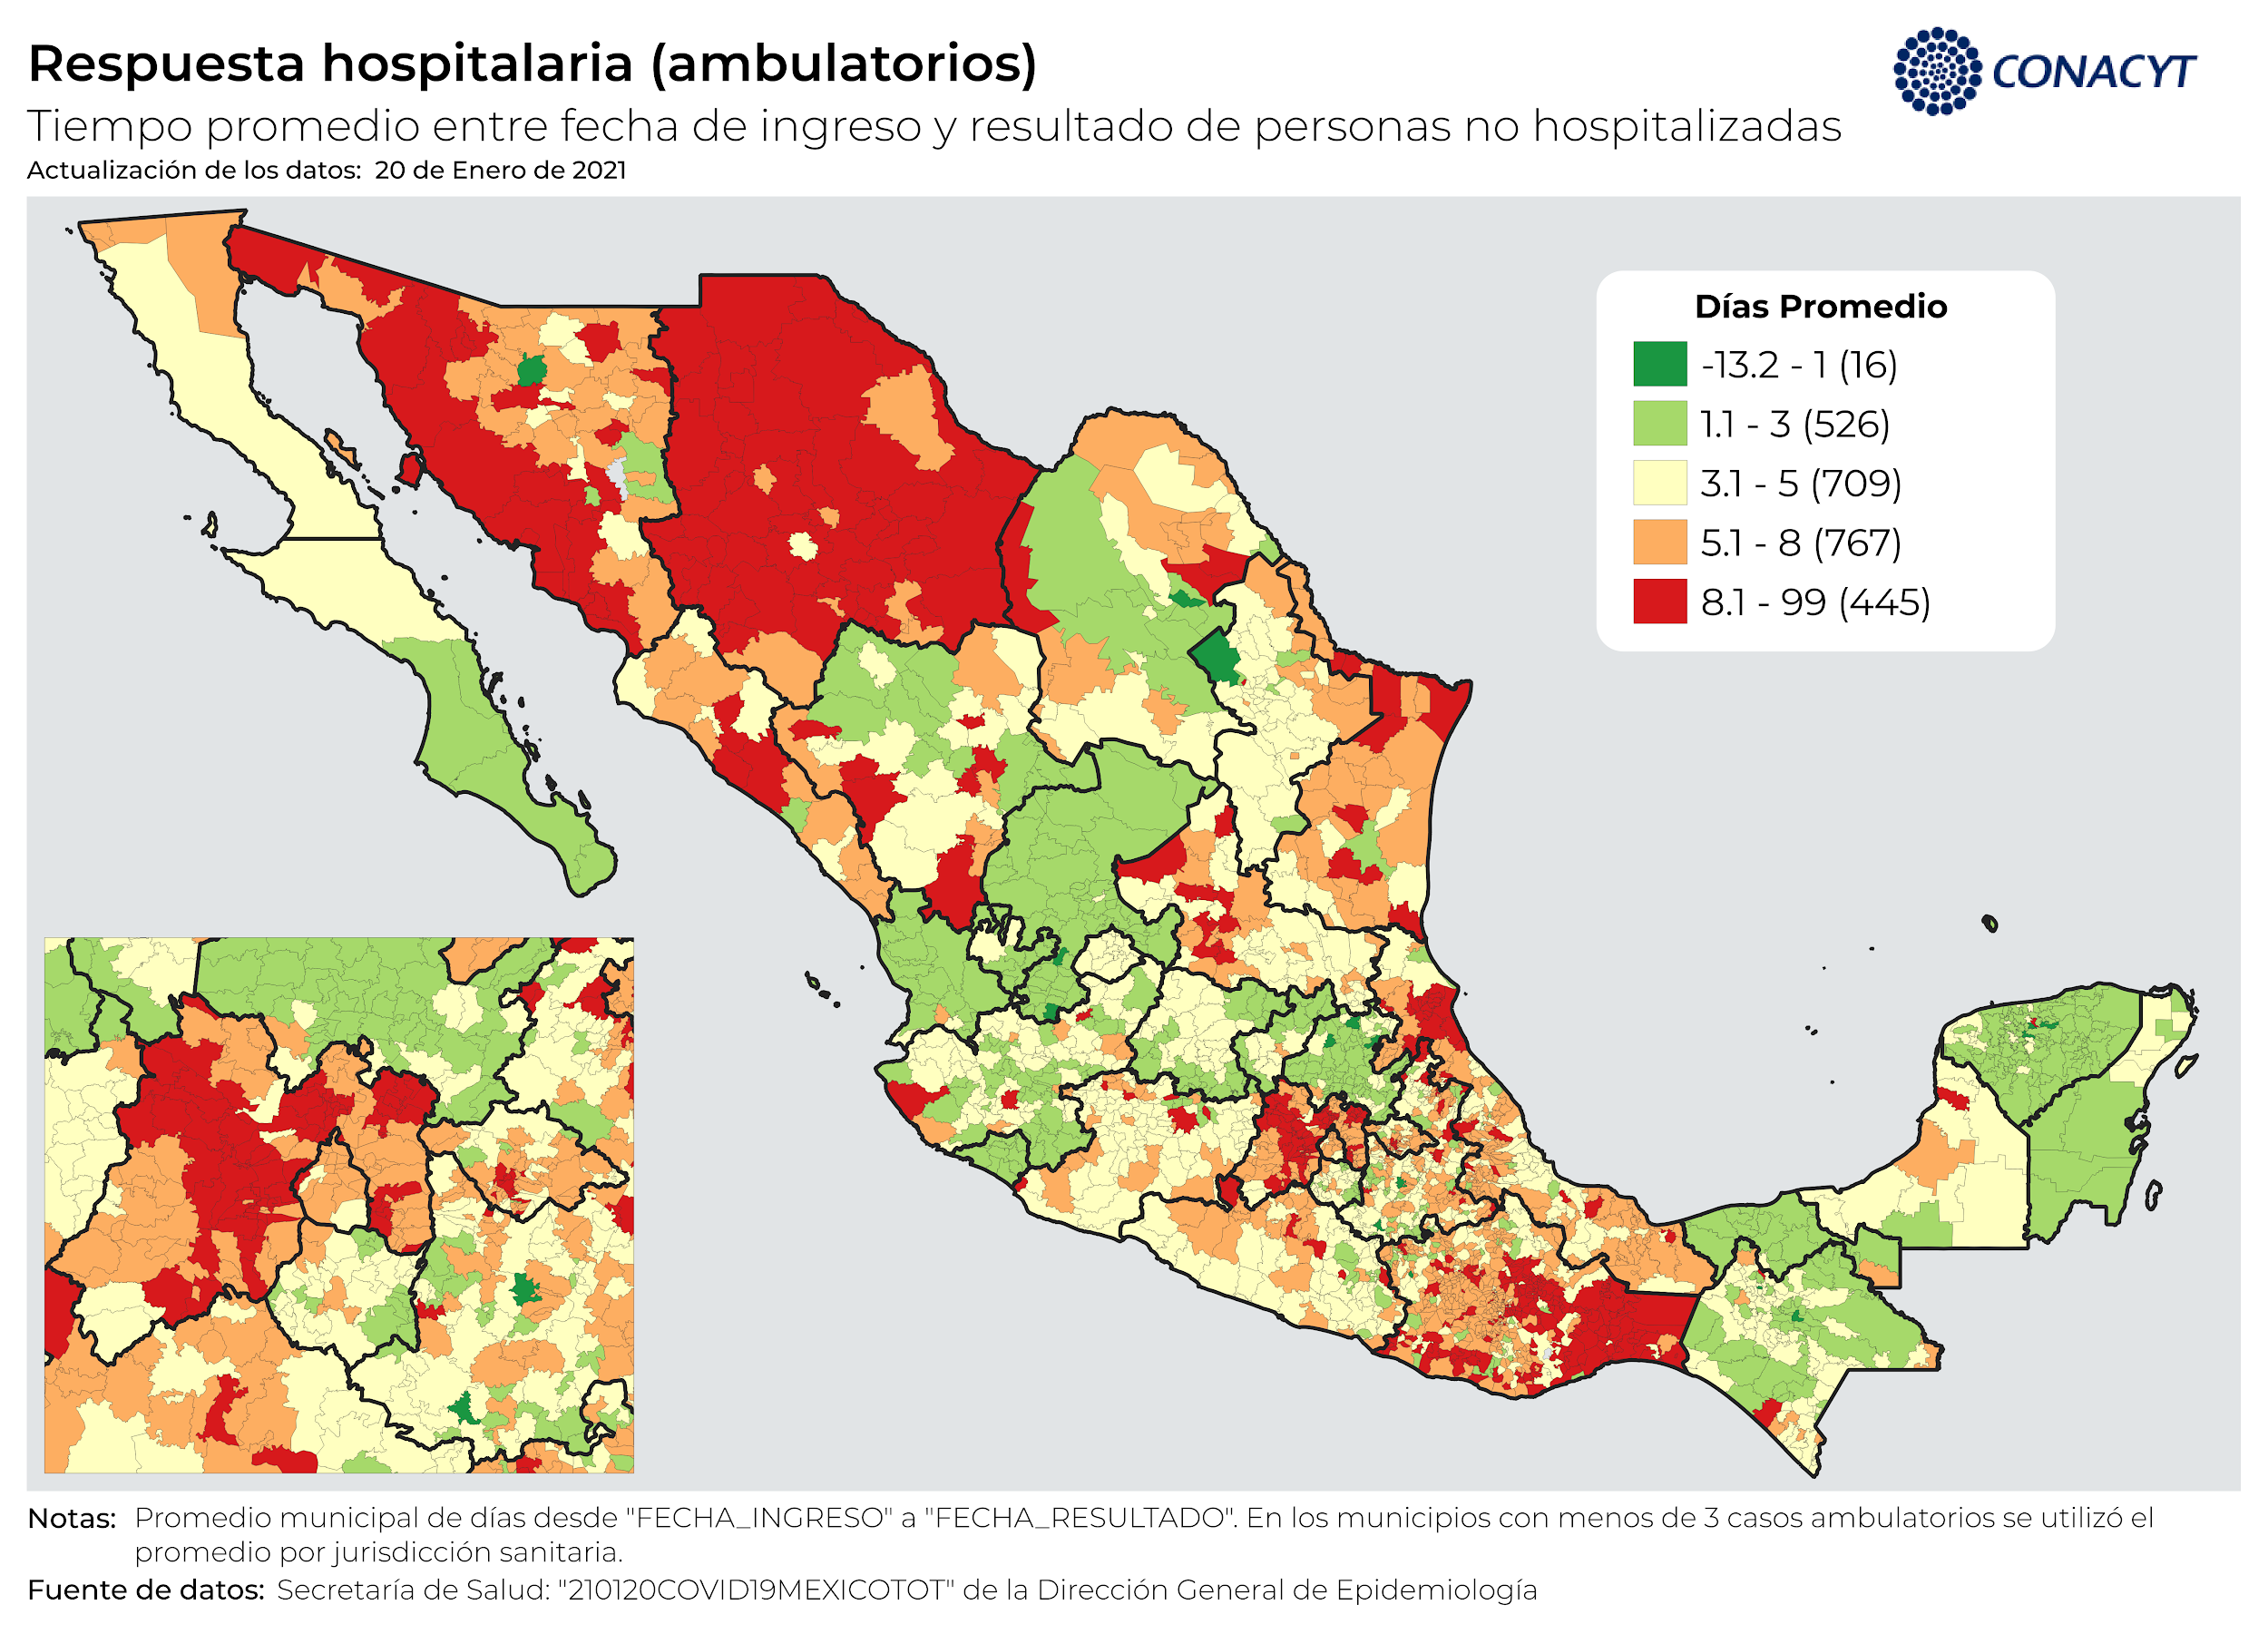 Respuesta hospitalaria (ambulatorios)
CONACYT
Tiempo promedio entre fecha de ingreso y resultado de personas no hospitalizadas
Actualización de los datos: 20 de Enero de 2021
Días Promedio
-13.2 - 1 (16)
1.1 - 3 (526)
3.1 - 5 (709)
5.1 - 8 (767)
8.1 - 99 (445)
Notas: Promedio municipal de días desde "FECHA_INGRESO" a "FECHA_RESULTADO". En los municipios con menos de 3 casos ambulatorios se utilizó el
promedio por jurisdicción sanitaria.
Fuente de datos: Secretaría de Salud: "210120COVID19MEXICOTOT" de la Dirección General de Epidemiología